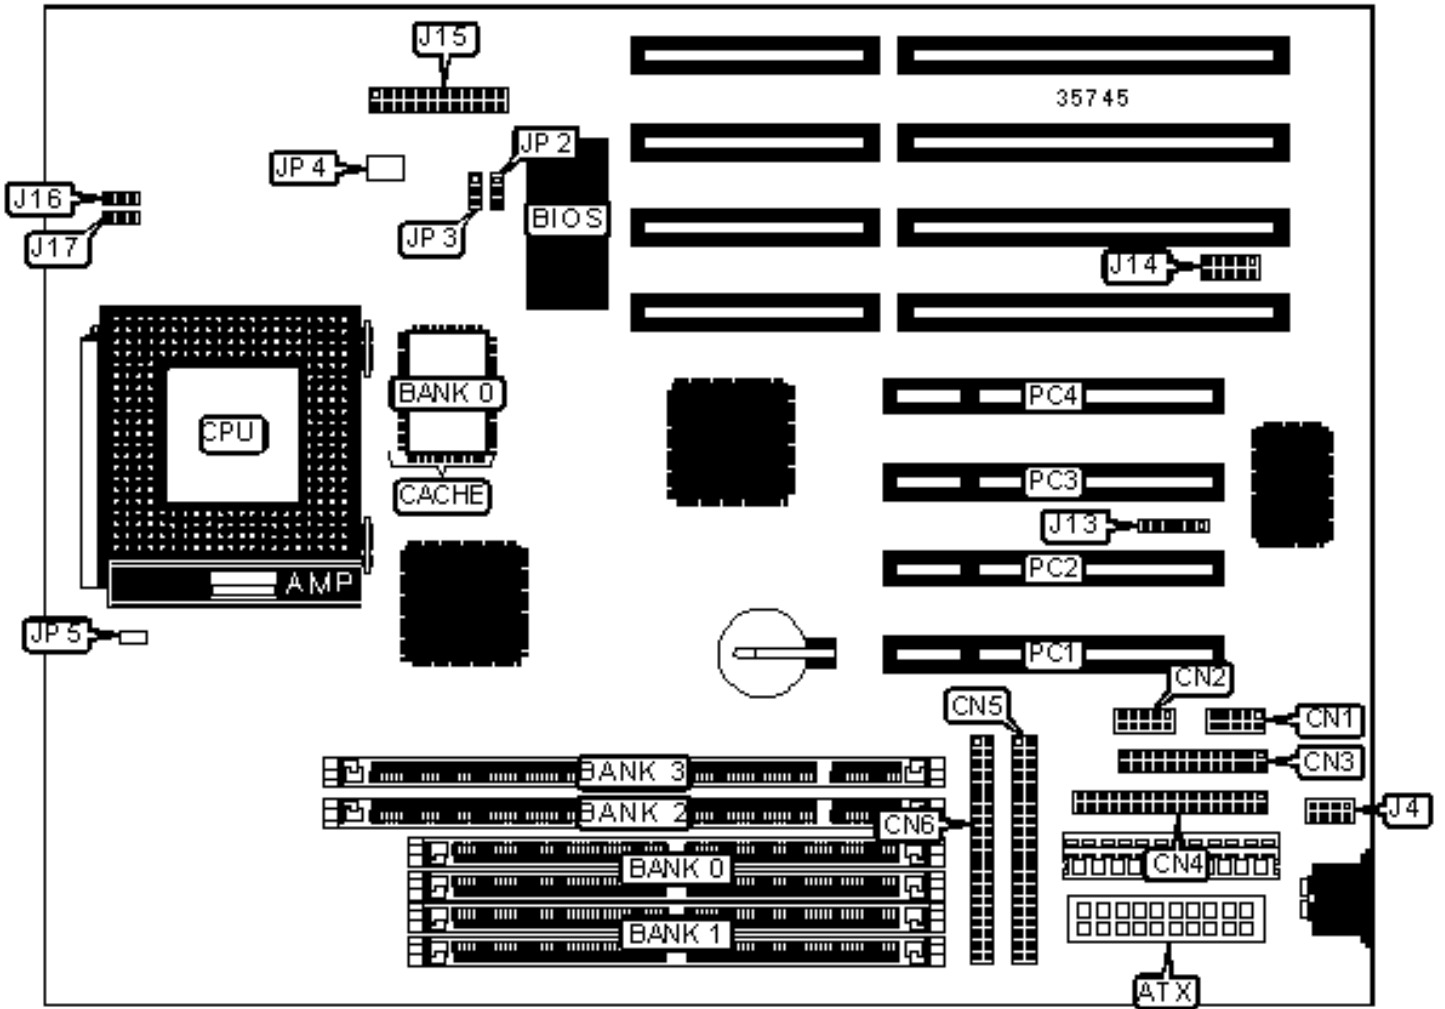 J15
35745
JP 2
JP 4
J16
BIOS
JP 3
J17
J14
BANK 0
PC4
CPU
PC3
CACHE
J13
PC2
AMP
JP 5
PC1
CN2
CN5
CN1
CN3
BANK 3
BANK 2
J4
CN6
CN4
BANK 0
BANK 1
ATX